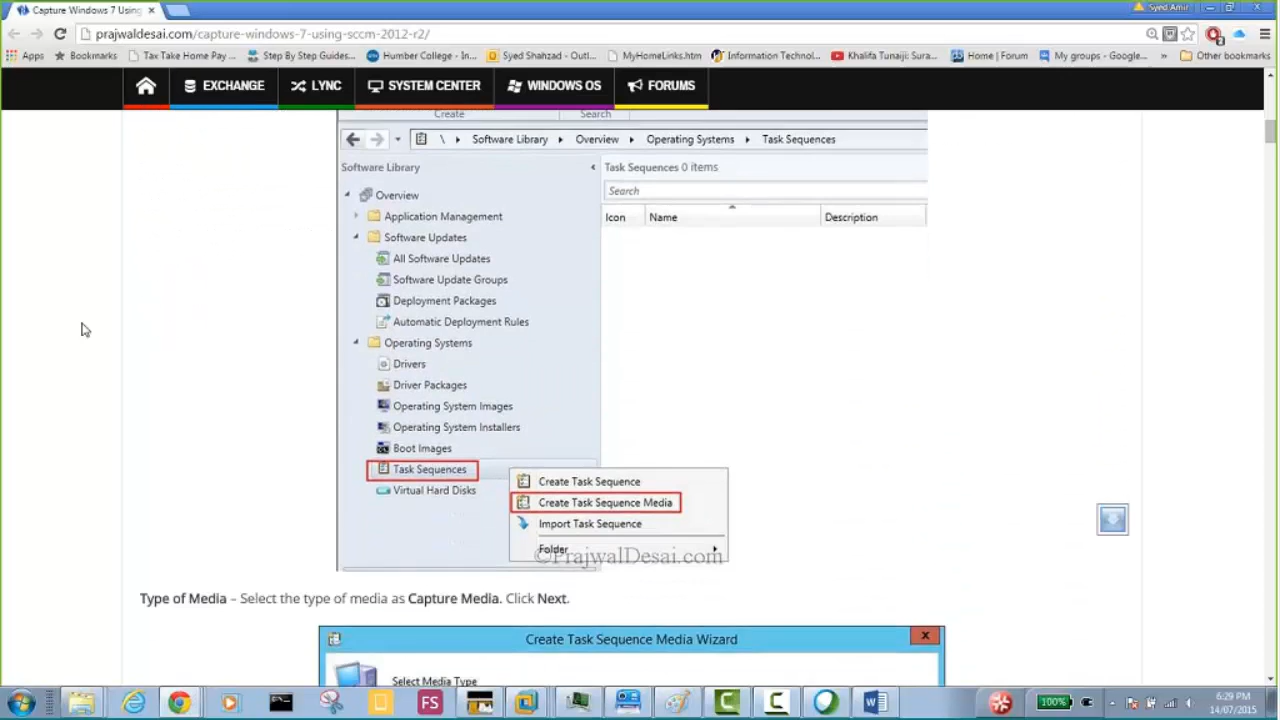 Capture Windows 7 Using
Syed Amir
prajwaldesai.com/capture-windows-7-using-sccm-2012-r2/
Apps
Bookmarks
Tax Take Home Pay ...
Step By Step Guides...
Humber College - In...
Syed Shahzad - Outl...
MyHomeLinks.htm
Information Technol...
Khalifa Tunaiji: Sura...
Home | Forum
My groups - Google...
»
Other bookmarks
EXCHANGE
LYNC
SYSTEM CENTER
WINDOWS OS
FORUMS
Create
Search
\ Software Library Overview Operating Systems Task Sequences
Software Library
Task Sequences 0 items
Search
Icon
Name
Description
Overview
Application Management
Software Updates
All Software Updates
Software Update Groups
Deployment Packages
Automatic Deployment Rules
Operating Systems
Drivers
Driver Packages
Operating System Images
Operating System Installers
Boot Images
Task Sequences
Virtual Hard Disks
Create Task Sequence
Create Task Sequence Media
Import Task Sequence
Folder
©PrajwalDesai.com
Type of Media – Select the type of media as Capture Media. Click Next.
Create Task Sequence Media Wizard
x
Select Media Type
FS
100%
6:29 PM
14/07/2015